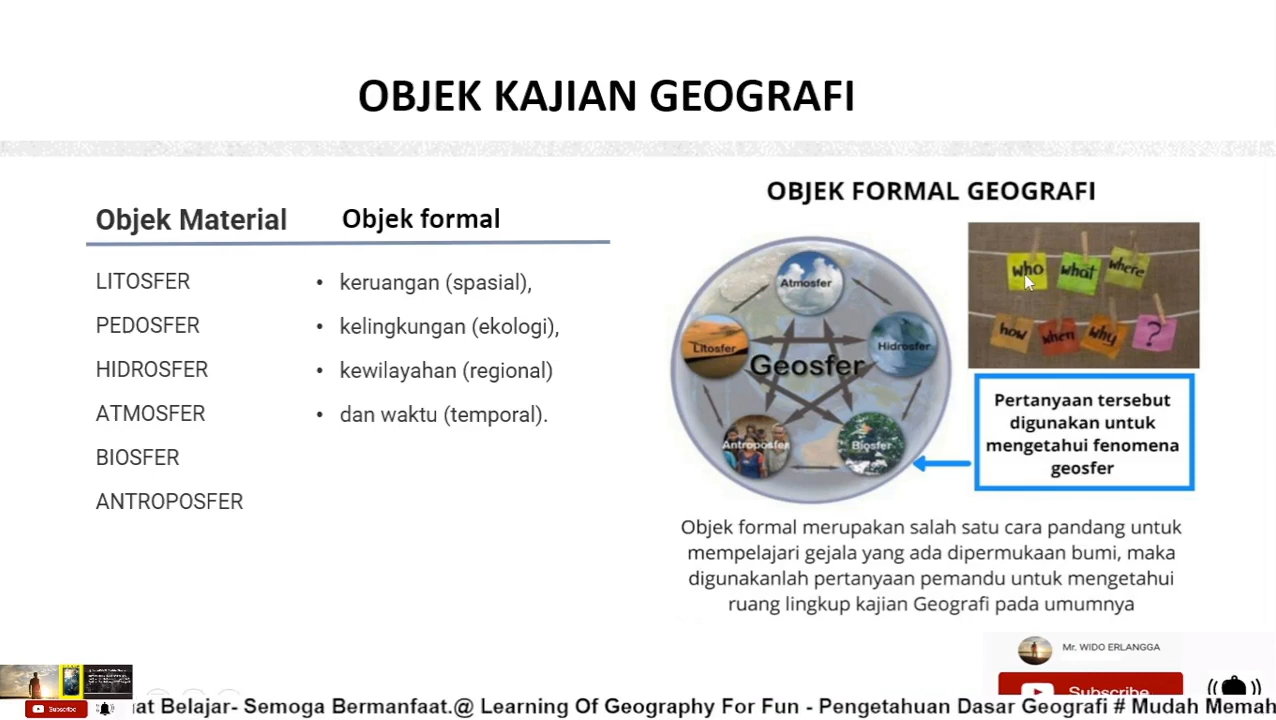 OBJEK KAJIAN GEOGRAFI
Objek Material
Objek formal
LITOSFER
PEDOSFER
HIDROSFER
ATMOSFER
BIOSFER
ANTROPOSFER
• keruangan (spasial),
• kelingkungan (ekologi),
• kewilayahan (regional)
• dan waktu (temporal).
OBJEK FORMAL GEOGRAFI
Atmosfer
Litosfer
Hidrosfer
Geosfer
Antroposfer
Biosfer
who what where
how when why ?
Pertanyaan tersebut
digunakan untuk
mengetahui fenomena
geosfer
Objek formal merupakan salah satu cara pandang untuk
mempelajari gejala yang ada dipermukaan bumi, maka
digunakanlah pertanyaan pemandu untuk mengetahui
ruang lingkup kajian Geografi pada umumnya
Mr. WIDO ERLANGGA
Subscribe
Subscribe
at Belajar- Semoga Bermanfaat.@ Learning Of Geography For Fun - Pengetahuan Dasar Geografi # Mudah Memah